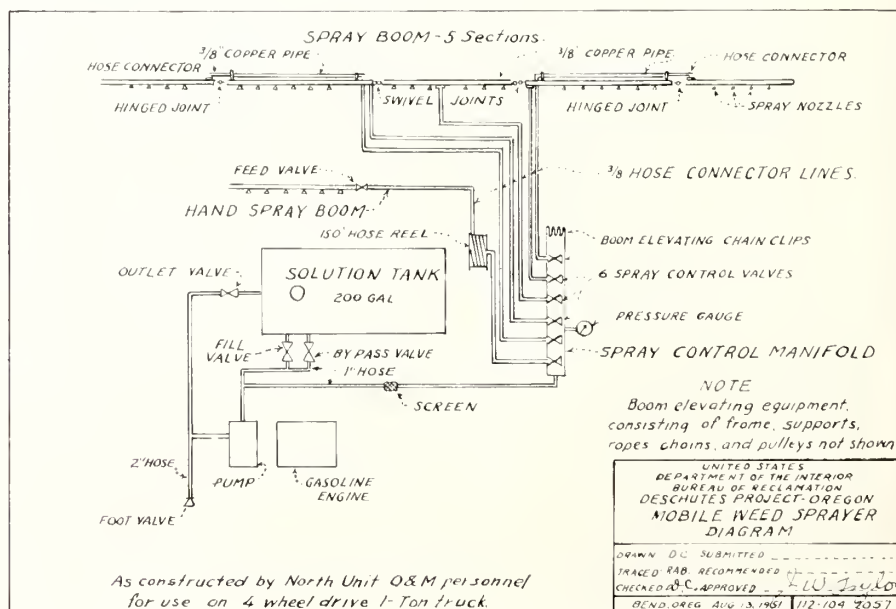 SPRAY BOOM-5 Sections.
3/8" COPPER PIPE
3/8" COPPER PIPE
HOSE CONNECTOR
HOSE CONNECTOR
HINGED JOINT
SWIVEL JOINTS
HINGED JOINT
SPRAY NOZZLES
FEED VALVE
3/8 HOSE CONNECTOR LINES.
HAND SPRAY BOOM
150' HOSE REEL
BOOM ELEVATING CHAIN CLIPS
OUTLET VALVE
SOLUTION TANK
200 GAL
6 SPRAY CONTROL VALVES
PRESSURE GAUGE
FILL VALVE
BY PASS VALVE
1" HOSE
SPRAY CONTROL MANIFOLD
SCREEN
NOTE
Boom elevating equipment,
consisting of frame, supports,
ropes chains, and pulleys not shown
2" HOSE
PUMP
GASOLINE
ENGINE
FOOT VALVE
UNITED STATES
DEPARTMENT OF THE INTERIOR
BUREAU OF RECLAMATION
DESCHUTES PROJECT-OREGON
MOBILE WEED SPRAYER
DIAGRAM
DRAWN D.C. SUBMITTED
TRACED RAB. RECOMMENDED
CHECKED D.C. APPROVED
BEND, OREG. AUG 13, 1951 112-104
As constructed by North Unit O&M personnel
for use on 4 wheel drive 1-Ton truck.